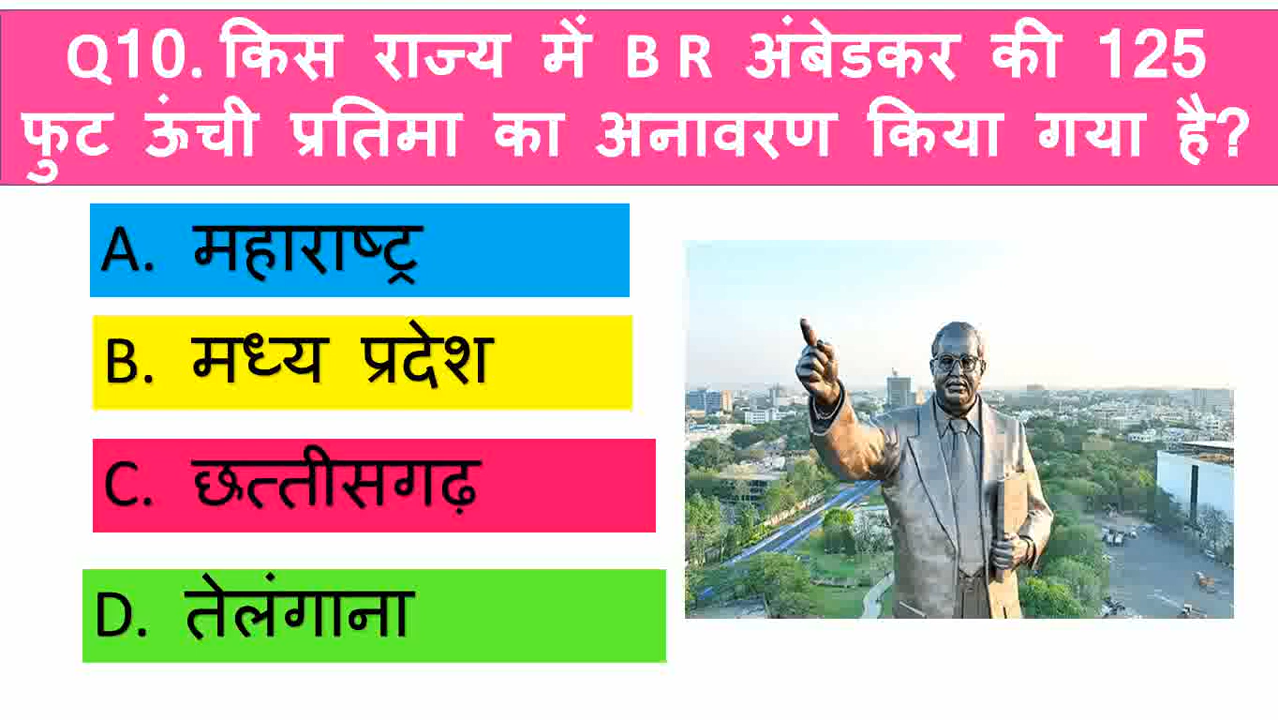 Q10. किस राज्य में B R अंबेडकर की 125
फुट ऊंची प्रतिमा का अनावरण किया गया है?
A. महाराष्ट्र
B. मध्य प्रदेश
C. छत्तीसगढ़
D. तेलंगाना